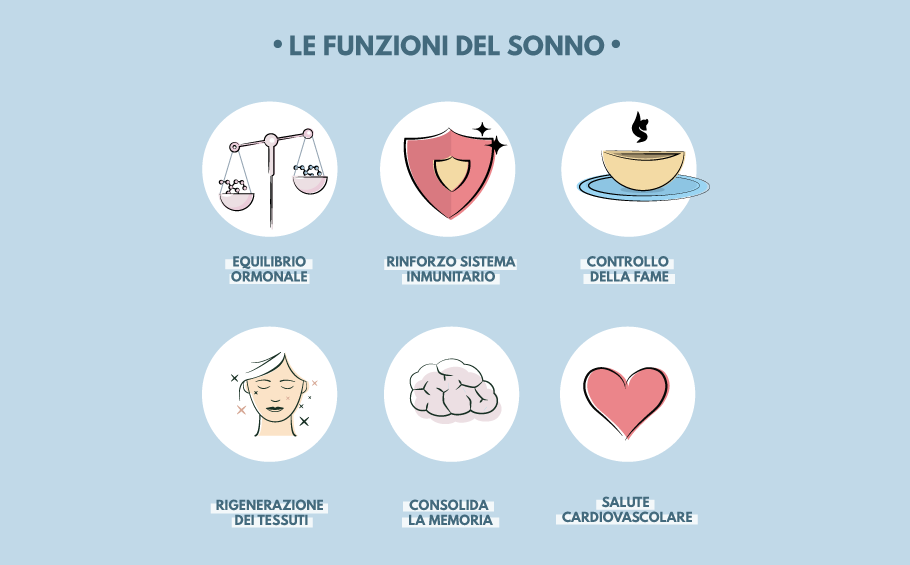 • LE FUNZIONI DEL SONNO •
EQUILIBRIO
ORMONALE
RINFORZO SISTEMA
INMUNITARIO
CONTROLLO
DELLA FAME
RIGENERAZIONE
DEI TESSUTI
CONSOLIDA
LA MEMORIA
SALUTE
CARDIOVASCOLARE